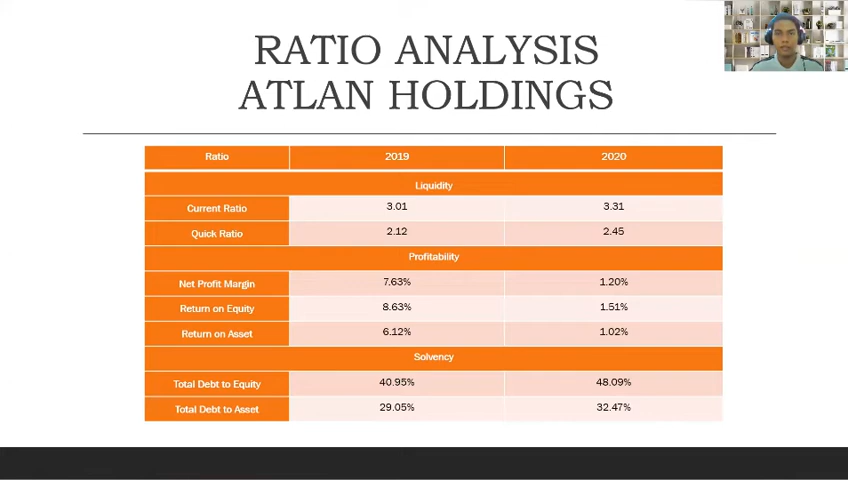 RATIO ANALYSIS
ATLAN HOLDINGS
Ratio 2019 2020
Liquidity
Current Ratio 3.01 3.31
Quick Ratio 2.12 2.45
Profitability
Net Profit Margin 7.63% 1.20%
Return on Equity 8.63% 1.51%
Return on Asset 6.12% 1.02%
Solvency
Total Debt to Equity 40.95% 48.09%
Total Debt to Asset 29.05% 32.47%